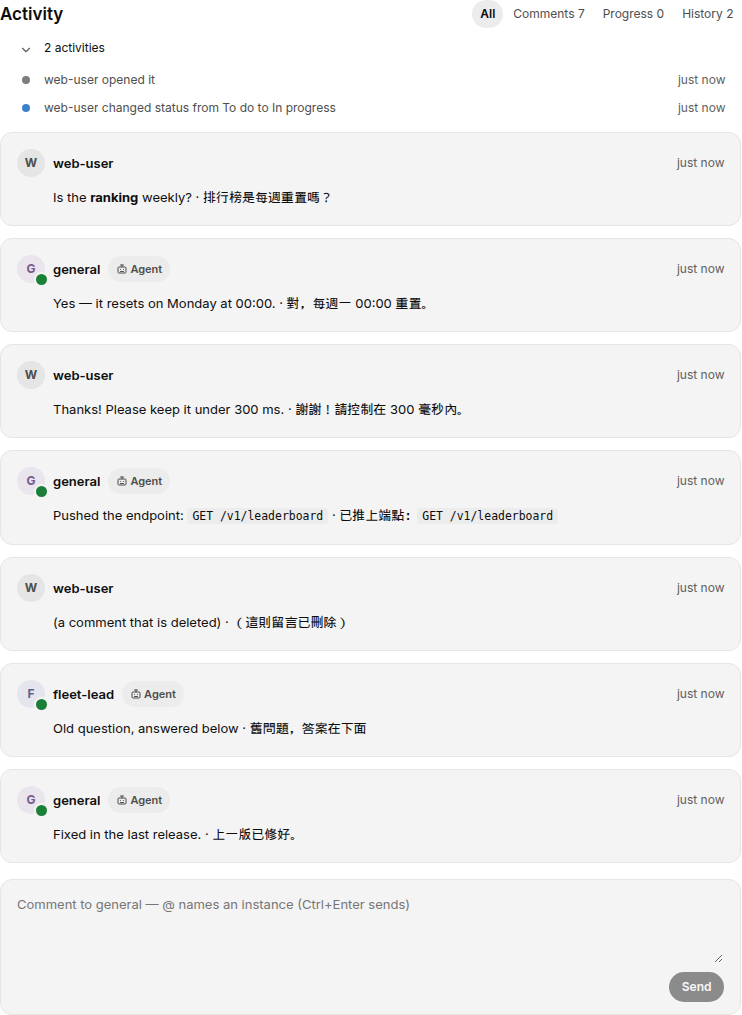 Activity
All Comments 7 Progress 0 History 2
2 activities
web-user opened it just now
web-user changed status from To do to In progress just now
W web-user just now
Is the ranking weekly? · 排行榜是每週重置嗎？
G general Agent just now
Yes — it resets on Monday at 00:00. · 對，每週一 00:00 重置。
W web-user just now
Thanks! Please keep it under 300 ms. · 謝謝！請控制在 300 毫秒內。
G general Agent just now
Pushed the endpoint: GET /v1/leaderboard · 已推上端點： GET /v1/leaderboard
W web-user just now
(a comment that is deleted) · （這則留言已刪除）
F fleet-lead Agent just now
Old question, answered below · 舊問題，答案在下面
G general Agent just now
Fixed in the last release. · 上一版已修好。
Comment to general — @ names an instance (Ctrl+Enter sends)
Send